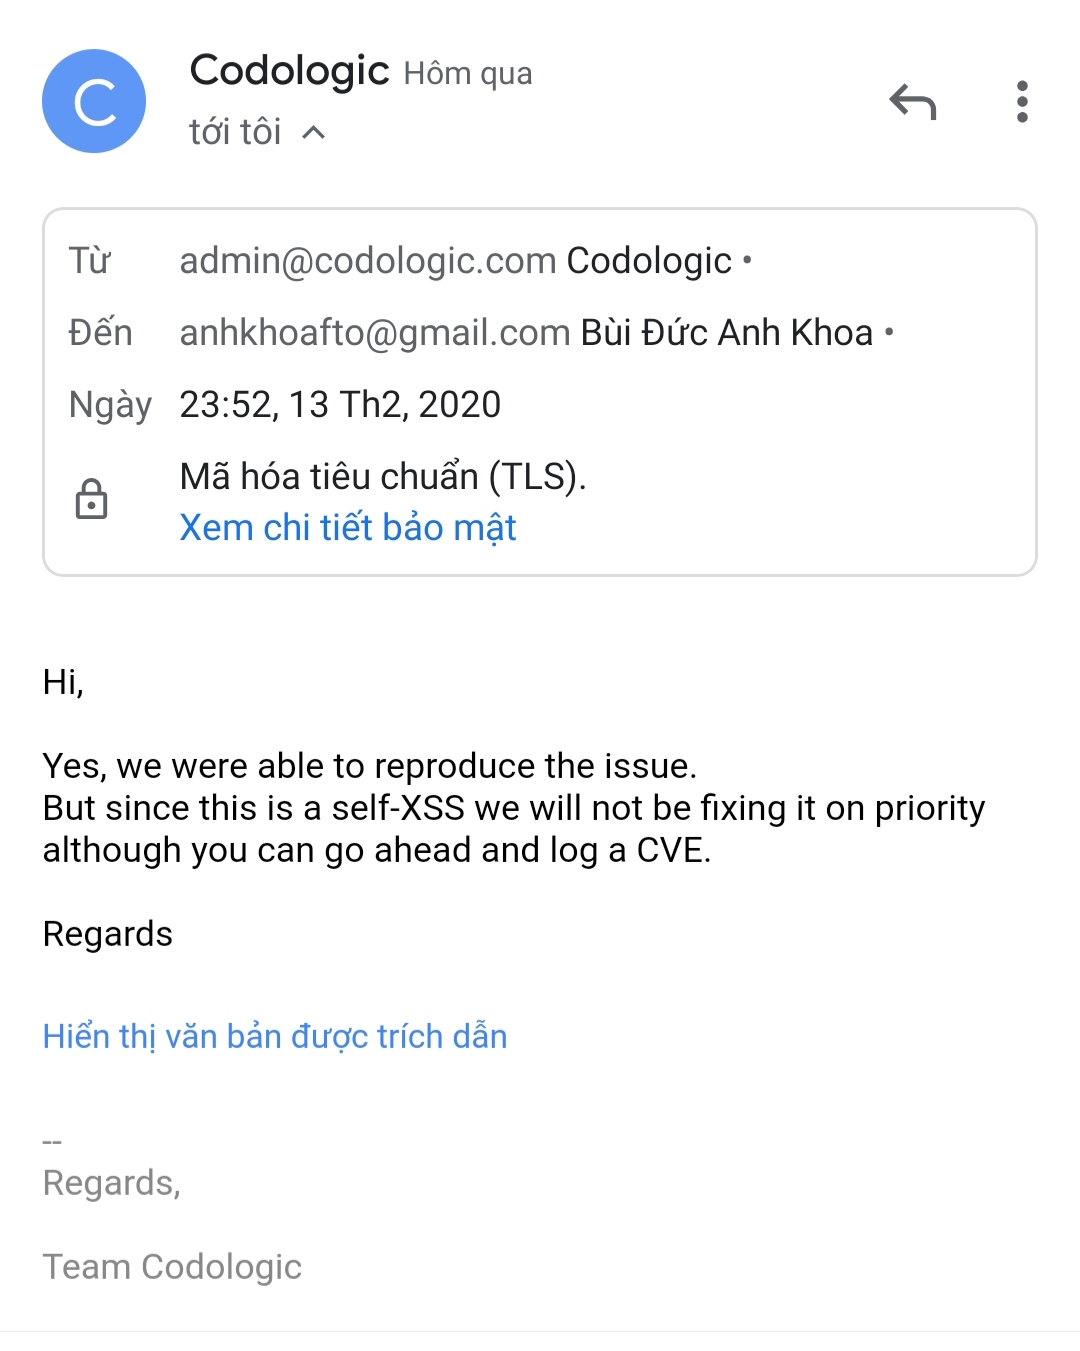 C
Codologic Hôm qua
tới tôi
Từ admin@codologic.com Codologic •
Đến anhkhoafto@gmail.com Bùi Đức Anh Khoa •
Ngày 23:52, 13 Th2, 2020
Mã hóa tiêu chuẩn (TLS).
Xem chi tiết bảo mật
Hi,
Yes, we were able to reproduce the issue.
But since this is a self-XSS we will not be fixing it on priority
although you can go ahead and log a CVE.
Regards
Hiển thị văn bản được trích dẫn
--
Regards,
Team Codologic